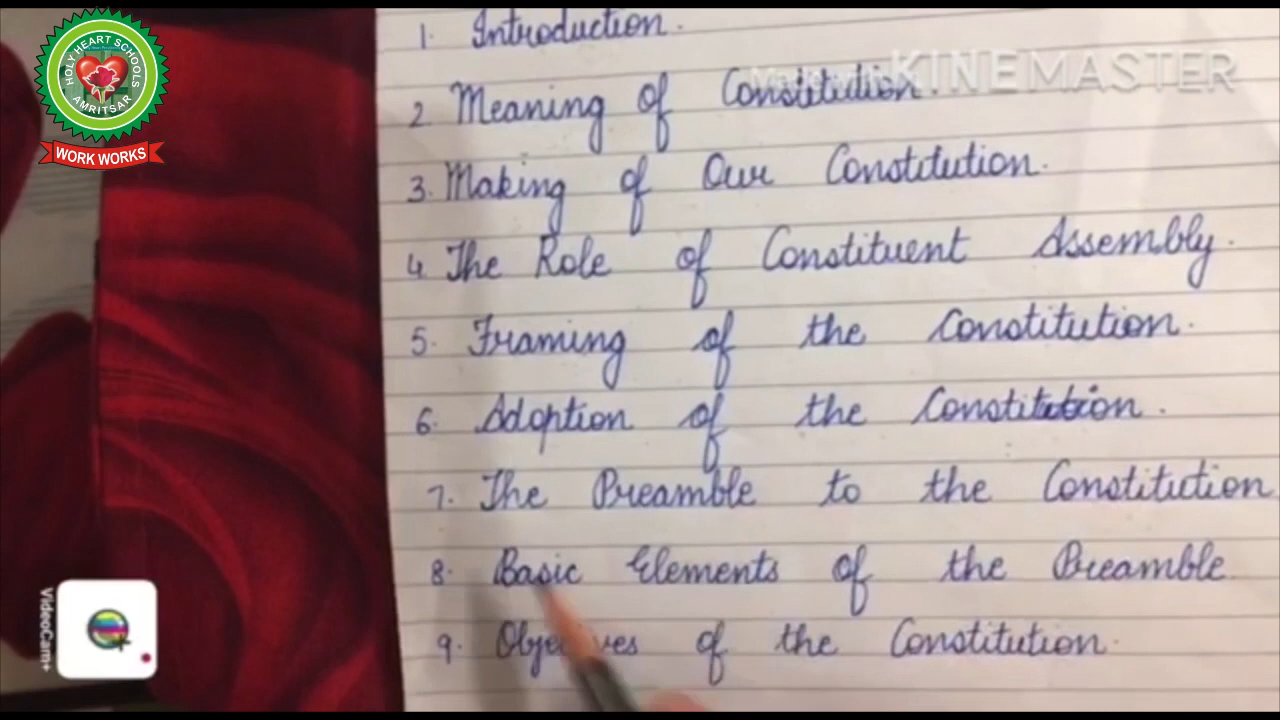 HOLY HEART SCHOOLS
AMRITSAR
WORK WORKS
KINEMASTER
1. Introduction.
2 Meaning of Constitution
3. Making of Our Constitution.
4 The Role of Constituent Assembly.
5. Framing of the Constitution.
6. Adoption of the Constitution.
7. The Preamble to the Constitution
8. Basic Elements of the Preamble
9. Objectives of the Constitution.
VideoCam+